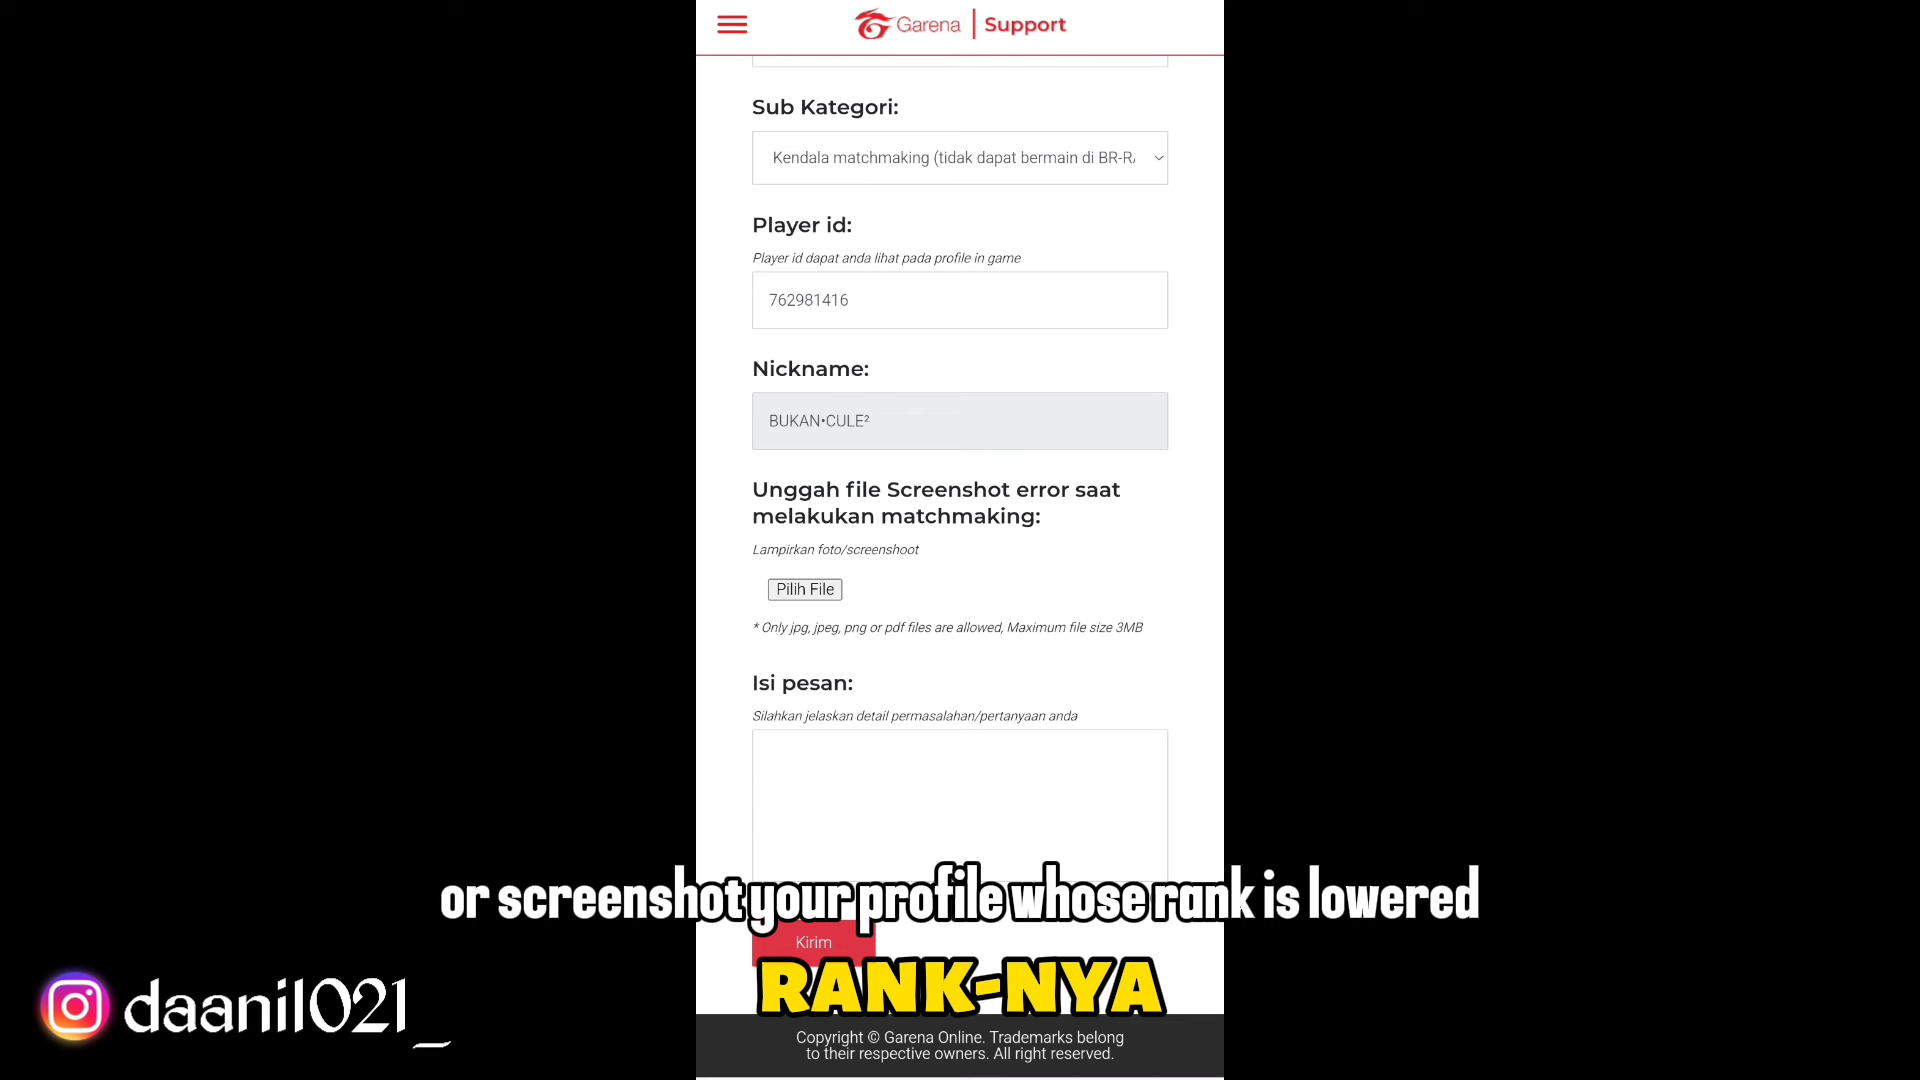 Garena | Support
Sub Kategori:
Kendala matchmaking (tidak dapat bermain di BR-R
Player id:
Player id dapat anda lihat pada profile in game
762981416
Nickname:
BUKAN•CULE²
Unggah file Screenshot error saat
melakukan matchmaking:
Lampirkan foto/screenshoot
Pilih File
* Only jpg, jpeg, png or pdf files are allowed, Maximum file size 3MB
Isi pesan:
Silahkan jelaskan detail permasalahan/pertanyaan anda
or screenshot your profile whose rank is lowered
Kirim
RANK-NYA
daanil021_
Copyright © Garena Online. Trademarks belong
to their respective owners. All right reserved.